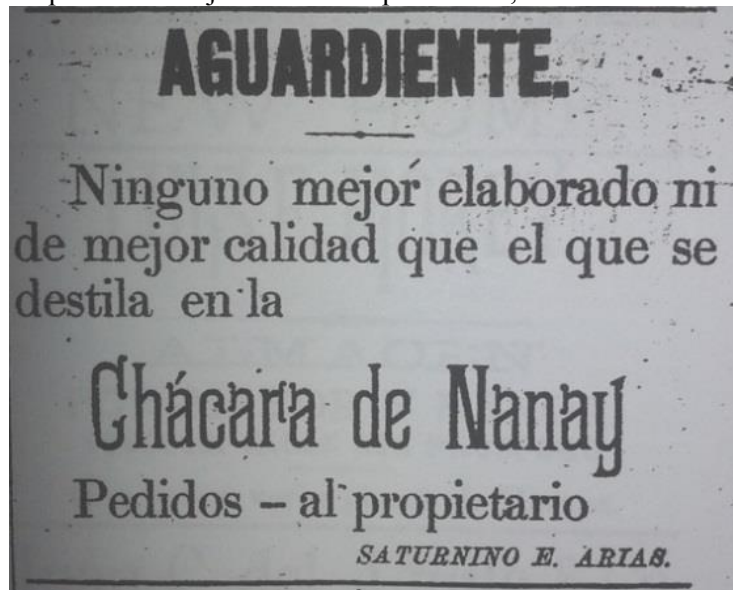 AGUARDIENTE.
Ninguno mejor elaborado ni
de mejor calidad que el que se
destila en la
Chácara de Nanay
Pedidos – al propietario
SATURNINO E. ARIAS.